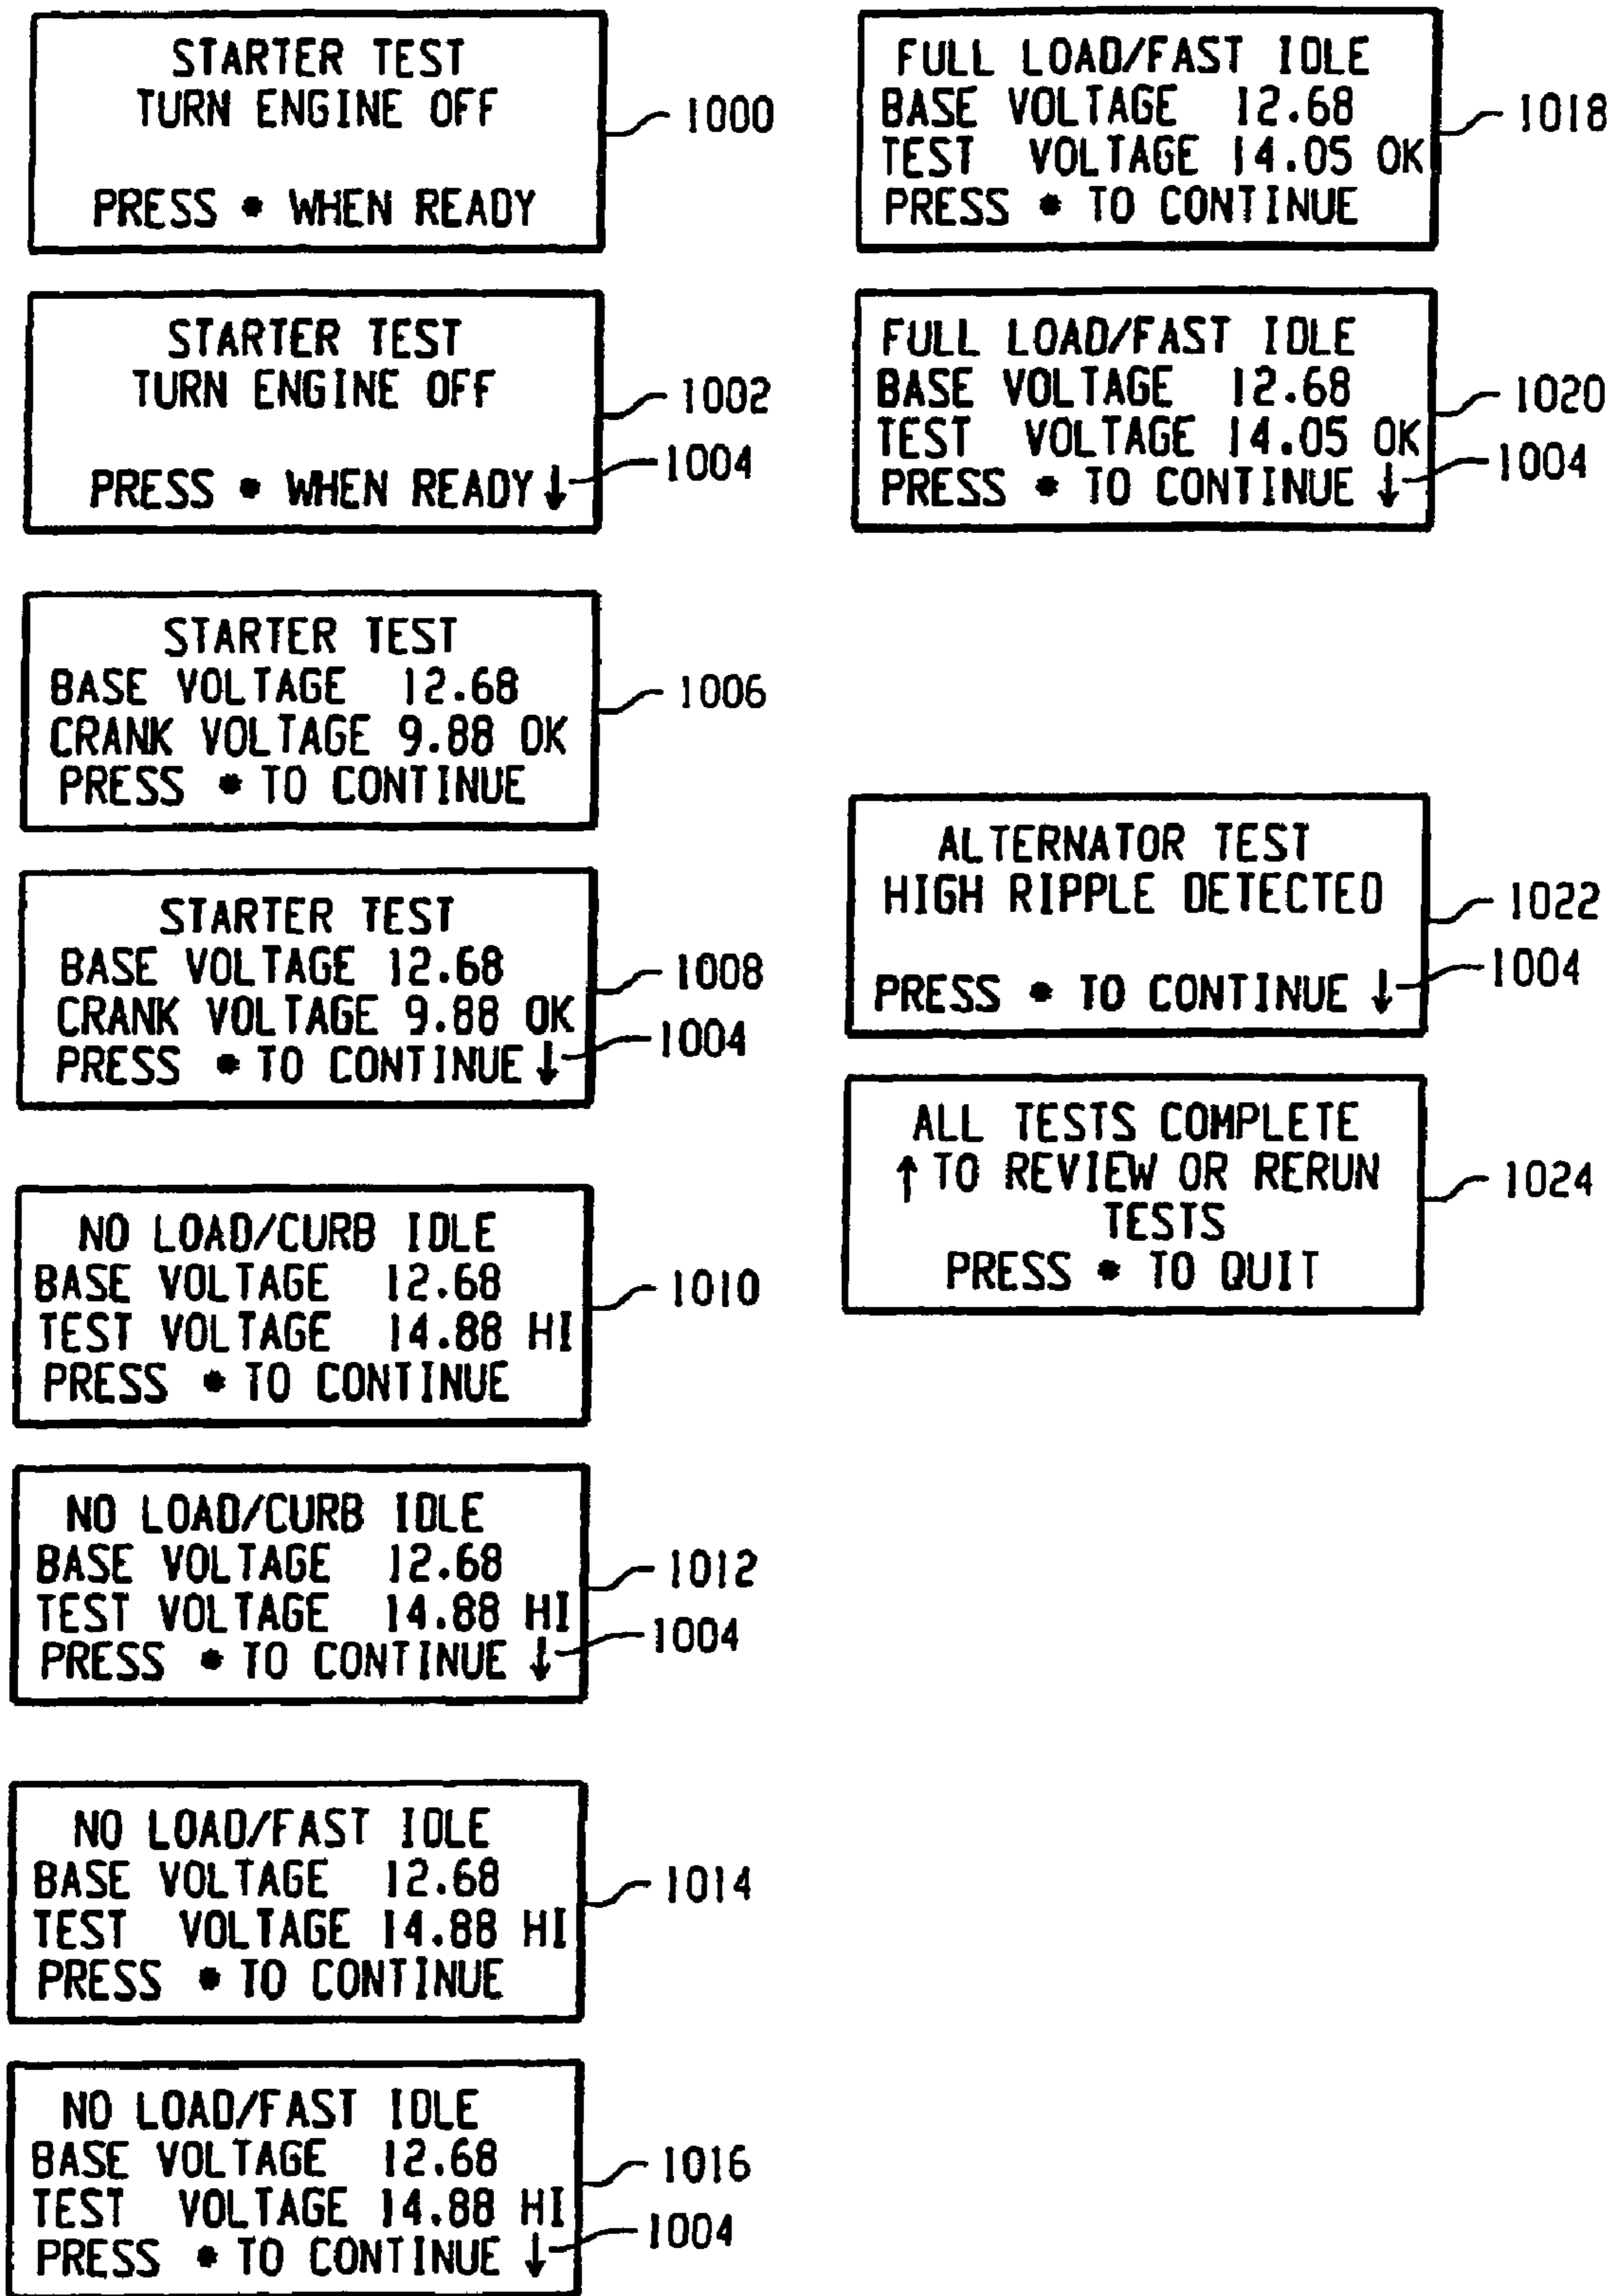 STARTER TEST
TURN ENGINE OFF
PRESS * WHEN READY
1000
STARTER TEST
TURN ENGINE OFF
PRESS * WHEN READY ↓
1002
1004
STARTER TEST
BASE VOLTAGE 12.68
CRANK VOLTAGE 9.88 OK
PRESS * TO CONTINUE
1006
STARTER TEST
BASE VOLTAGE 12.68
CRANK VOLTAGE 9.88 OK
PRESS * TO CONTINUE ↓
1008
1004
NO LOAD/CURB IDLE
BASE VOLTAGE 12.68
TEST VOLTAGE 14.88 HI
PRESS * TO CONTINUE
1010
NO LOAD/CURB IDLE
BASE VOLTAGE 12.68
TEST VOLTAGE 14.88 HI
PRESS * TO CONTINUE ↓
1012
1004
NO LOAD/FAST IDLE
BASE VOLTAGE 12.68
TEST VOLTAGE 14.88 HI
PRESS * TO CONTINUE
1014
NO LOAD/FAST IDLE
BASE VOLTAGE 12.68
TEST VOLTAGE 14.88 HI
PRESS * TO CONTINUE ↓
1016
1004
FULL LOAD/FAST IDLE
BASE VOLTAGE 12.68
TEST VOLTAGE 14.05 OK
PRESS * TO CONTINUE
1018
FULL LOAD/FAST IDLE
BASE VOLTAGE 12.68
TEST VOLTAGE 14.05 OK
PRESS * TO CONTINUE ↓
1020
1004
ALTERNATOR TEST
HIGH RIPPLE DETECTED
PRESS * TO CONTINUE ↓
1022
1004
ALL TESTS COMPLETE
↑ TO REVIEW OR RERUN
TESTS
PRESS * TO QUIT
1024